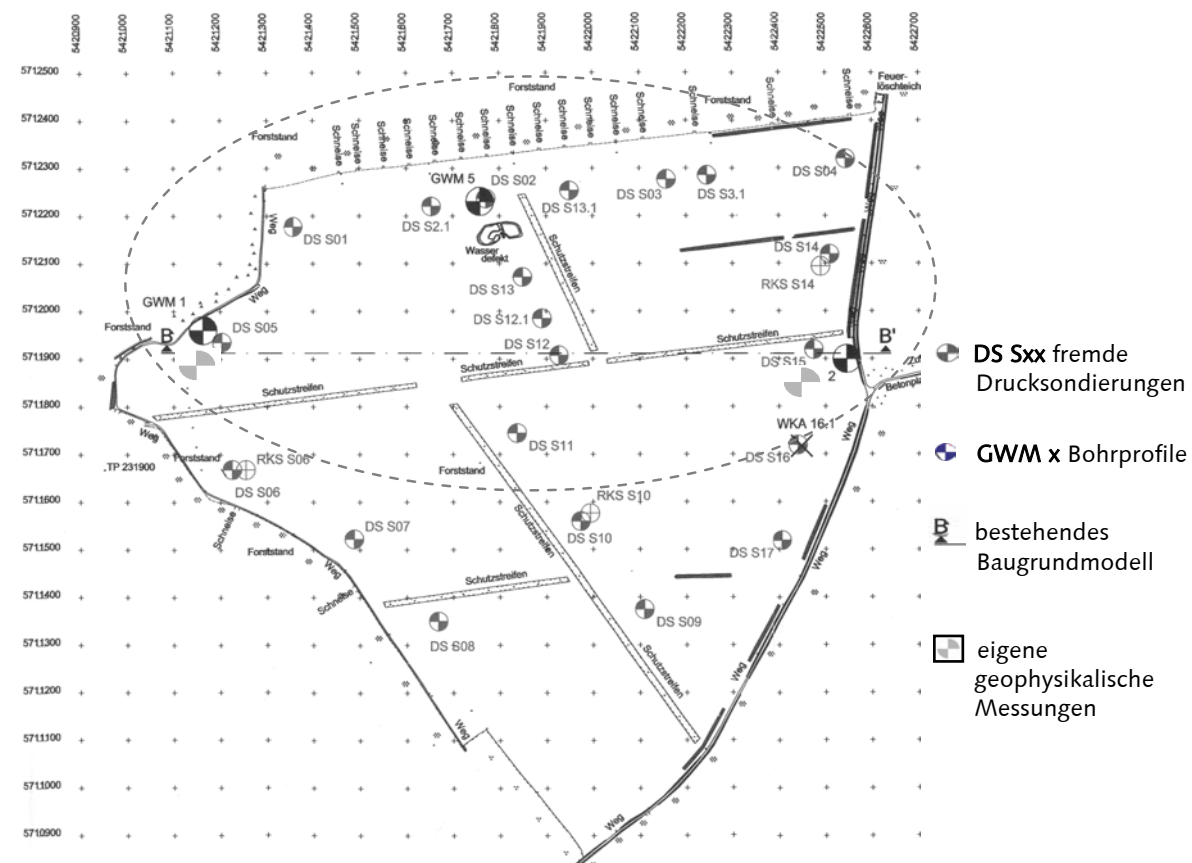 5420900 5421000 5421100 5421200 5421300 5421400 5421500 5421600 5421700 5421800 5421900 5422000 5422100 5422200 5422300 5422400 5422500 5422600 5422700
5712500
Feuer-
löschteich
Forststand
Forststand
Schneise Schneise Schneise
5712400
Forststand
Schneise Schneise Schneise Schneise Schneise Schneise Schneise Schneise Schneise Schneise Schneise Schneise
5712300
DS S04
GWM 5
DS S02
DS S03
DS S3.1
DS S13.1
5712200
DS S2.1
Weg
DS S01
Wasser
defekt
Schutzstreifen
DS S14
5712100
RKS S14
DS S13
Weg
GWM 1
5712000
DS S12.1
Forststand
DS S05
B
B'
DS S12
Schutzstreifen
5711900
Schutzstreifen
DS S15
2
Betonpla
Schutzstreifen
5711800
WKA 16.1
Weg
Weg
DS S11
5711700
Forststand
RKS S06
DS S16
.TP 231900
Forststand
DS S06
RKS S10
5711600
Schneise
DS S07
DS S10
Schutzstreifen
5711500
Forststand
DS S17
Weg
Weg
Schutzstreifen
5711400
Schneise
DS S09
5711300
DS S08
Schutzstreifen
Weg
5711200
Weg
5711100
5711000
5710900
Weg
DS Sxx fremde
Drucksondierungen
GWM x Bohrprofile
B
bestehendes
Baugrundmodell
eigene
geophysikalische
Messungen